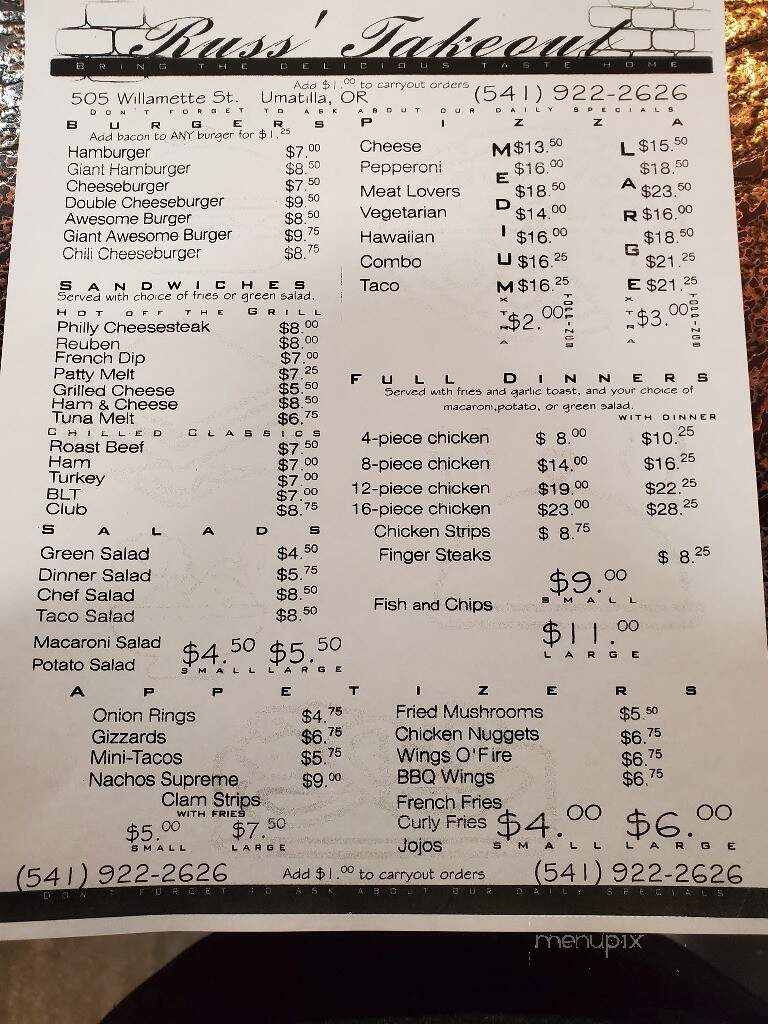 Russ' Takeout
BRING THE DELICIOUS TASTE HOME
Add $1.00 to carryout orders
505 Willamette St. Umatilla, OR (541) 922-2626
DON'T FORGET TO ASK ABOUT OUR DAILY SPECIALS
BURGERS
Add bacon to ANY burger for $1.25
Hamburger $7.00
Giant Hamburger $8.50
Cheeseburger $7.50
Double Cheeseburger $9.50
Awesome Burger $8.50
Giant Awesome Burger $9.75
Chili Cheeseburger $8.75
SANDWICHES
Served with choice of fries or green salad.
HOT OFF THE GRILL
Philly Cheesesteak $8.00
Reuben $8.00
French Dip $7.00
Patty Melt $7.25
Grilled Cheese $5.50
Ham & Cheese $8.50
Tuna Melt $6.75
CHILLED CLASSICS
Roast Beef $7.50
Ham $7.00
Turkey $7.00
BLT $7.00
Club $8.75
SALADS
Green Salad $4.50
Dinner Salad $5.75
Chef Salad $8.50
Taco Salad $8.50
Macaroni Salad
Potato Salad
$4.50 $5.50
SMALL LARGE
PIZZA
MEDIUM LARGE
Cheese $13.50 $15.50
Pepperoni $16.00 $18.50
Meat Lovers $18.50 $23.50
Vegetarian $14.00 $16.00
Hawaiian $16.00 $18.50
Combo $16.25 $21.25
Taco $16.25 $21.25
XTRA $2.00 TOPPINGS XTRA $3.00 TOPPINGS
FULL DINNERS
Served with fries and garlic toast, and your choice of
macaroni,potato, or green salad.
WITH DINNER
4-piece chicken $ 8.00 $10.25
8-piece chicken $14.00 $16.25
12-piece chicken $19.00 $22.25
16-piece chicken $23.00 $28.25
Chicken Strips $ 8.75
Finger Steaks $ 8.25
Fish and Chips
$9.00
SMALL
$11.00
LARGE
APPETIZERS
Onion Rings $4.75
Gizzards $6.75
Mini-Tacos $5.75
Nachos Supreme $9.00
Clam Strips
WITH FRIES
$5.00 $7.50
SMALL LARGE
Fried Mushrooms $5.50
Chicken Nuggets $6.75
Wings O'Fire $6.75
BBQ Wings $6.75
French Fries
Curly Fries
Jojos
$4.00 $6.00
SMALL LARGE
(541) 922-2626 Add $1.00 to carryout orders (541) 922-2626
DON'T FORGET TO ASK ABOUT OUR DAILY SPECIALS
menupix